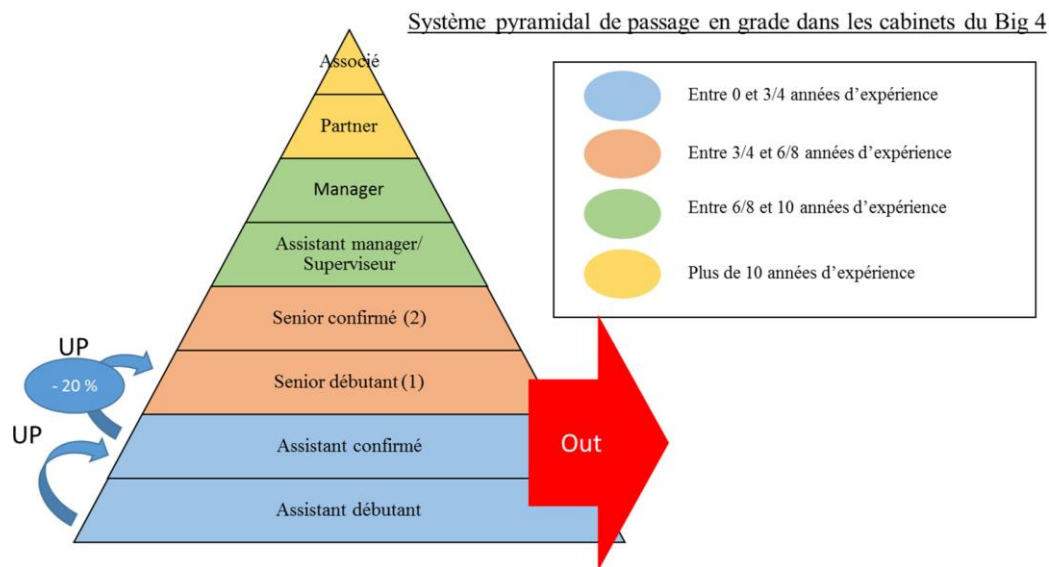 Système pyramidal de passage en grade dans les cabinets du Big 4
Associé
Partner
Manager
Assistant manager/
Superviseur
Senior confirmé (2)
Senior débutant (1)
Assistant confirmé
Assistant débutant
UP
- 20 %
UP
Out
Entre 0 et 3/4 années d’expérience
Entre 3/4 et 6/8 années d’expérience
Entre 6/8 et 10 années d’expérience
Plus de 10 années d’expérience